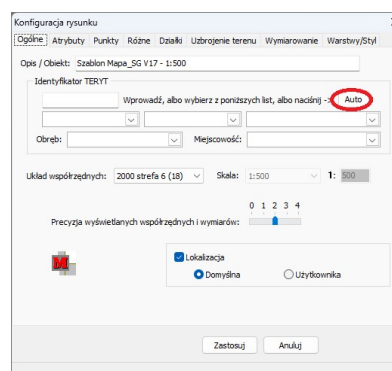 Konfiguracja rysunku
Ogólne Atrybuty Punkty Różne Działki Uzbrojenie terenu Wymiarowanie Warstwy/Styl
Opis / Obiekt: Szablon Mapa_SG V17 - 1:500
Identyfikator TERYT
Wprowadź, albo wybierz z poniższych list, albo naciśnij -> Auto
Obręb: Miejscowość:
Układ współrzędnych: 2000 strefa 6 (18) Skala: 1:500 1: 500
0 1 2 3 4
Precyzja wyświetlanych współrzędnych i wymiarów:
M
Lokalizacja
Domyślna Użytkownika
Zastosuj Anuluj